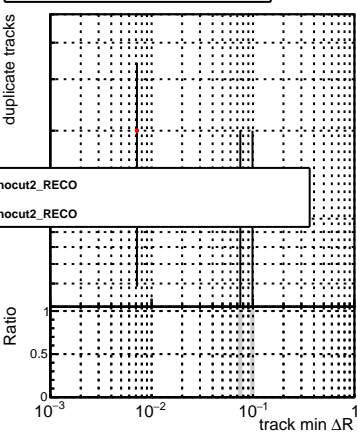 duplicate tracks
nocut2_RECO
nocut2_RECO
Ratio
1
0.5
0
10⁻³ 10⁻² 10⁻¹ 1
track min ΔR